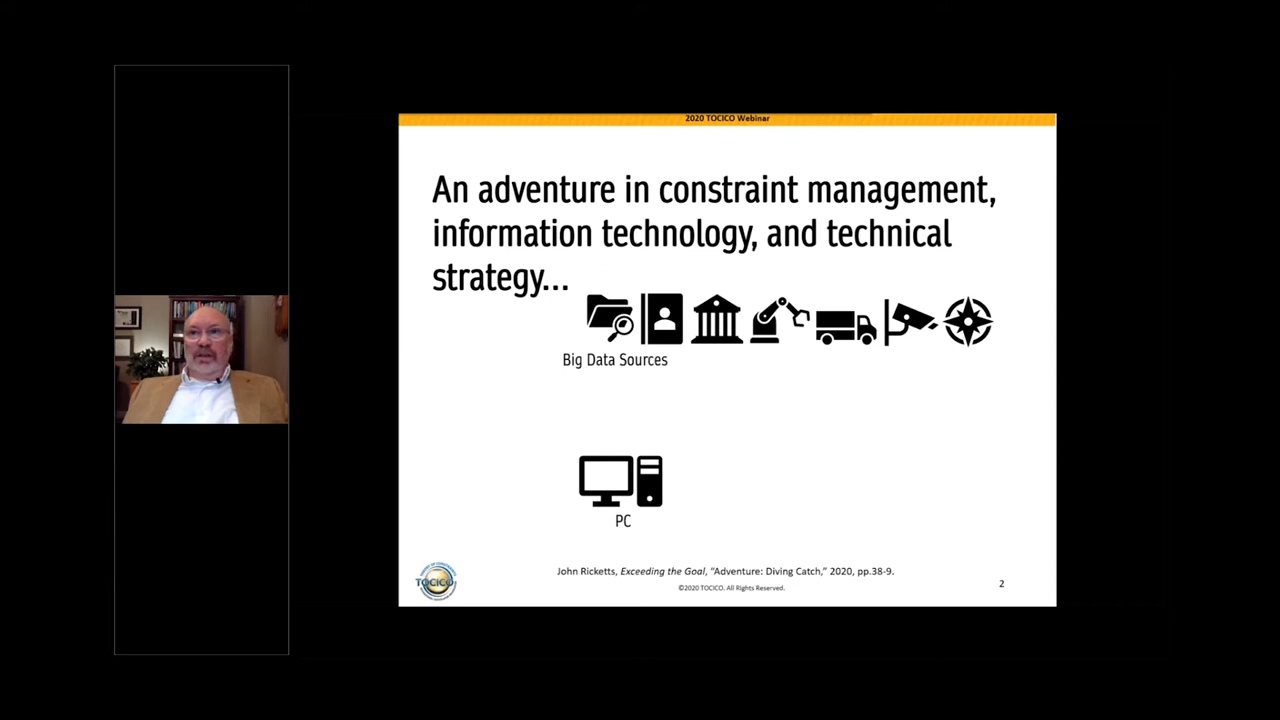 2020 TOCICO Webinar
An adventure in constraint management,
information technology, and technical
strategy...
Big Data Sources
PC
John Ricketts, Exceeding the Goal, “Adventure: Diving Catch,” 2020, pp.38-9.
©2020 TOCICO. All Rights Reserved.
2
TOCICO